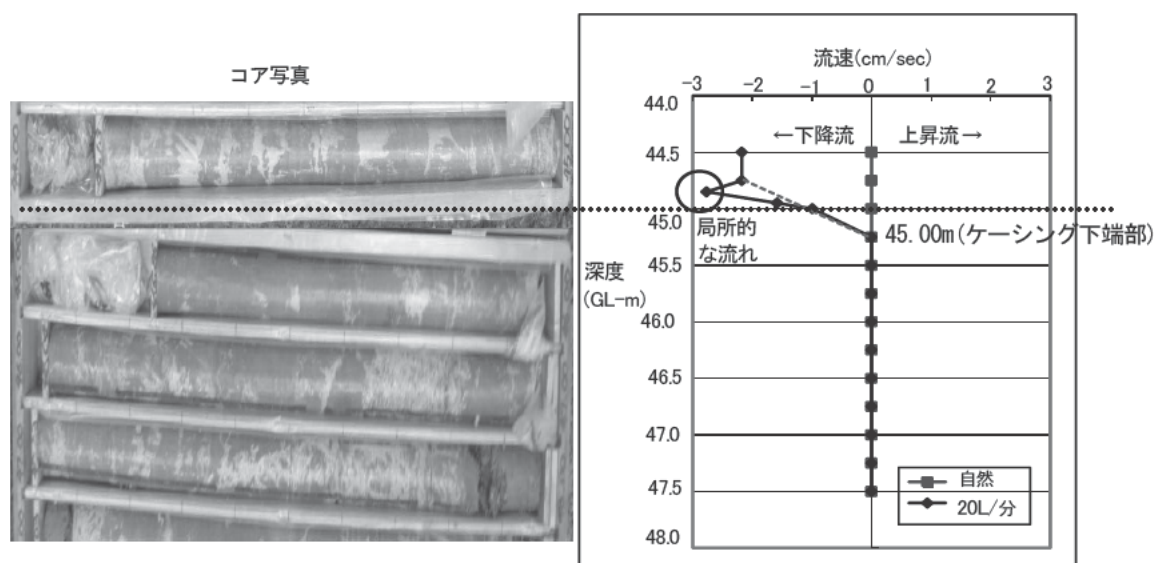 コア写真
流速(cm/sec)
-3 -2 -1 0 1 2 3
44.0
←下降流 上昇流→
44.5
45.0
局所的
な流れ
45.00m(ケーシング下端部)
深度
(GL-m)
45.5
46.0
46.5
47.0
47.5
48.0
自然
20L/分